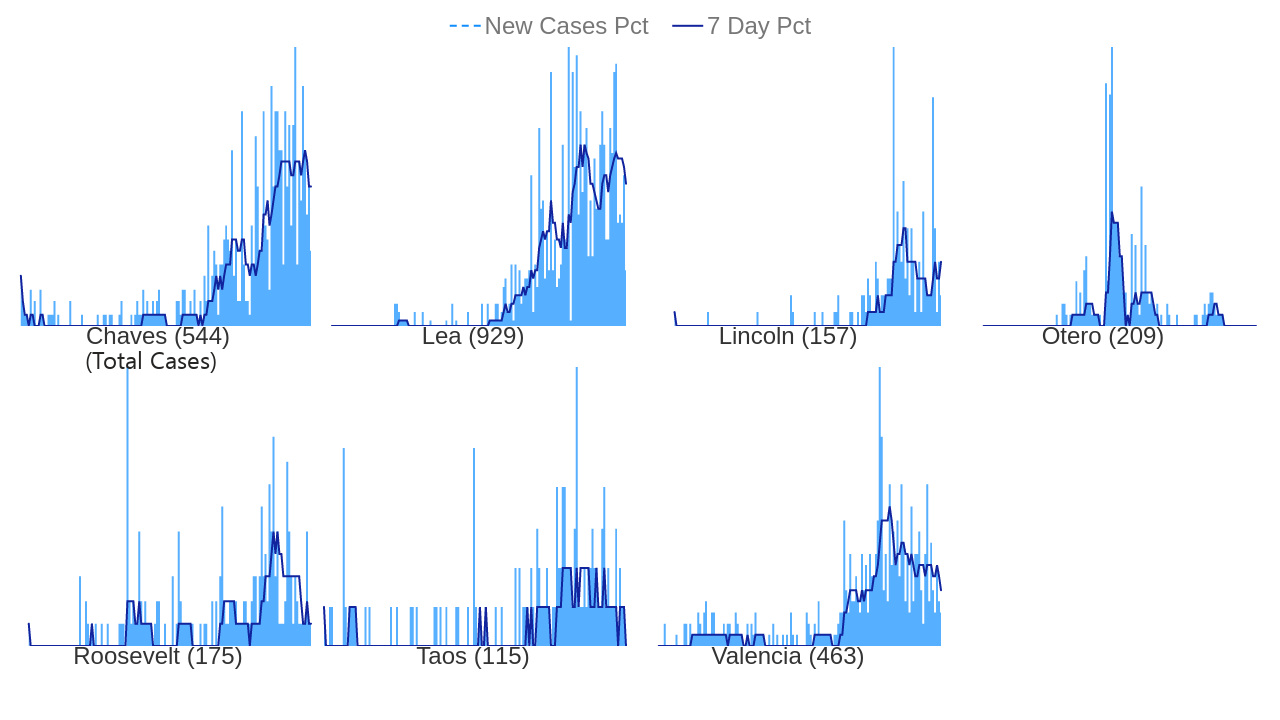 New Cases Pct 7 Day Pct
Chaves (544) Lea (929) Lincoln (157) Otero (209)
(Total Cases)
Roosevelt (175) Taos (115) Valencia (463)